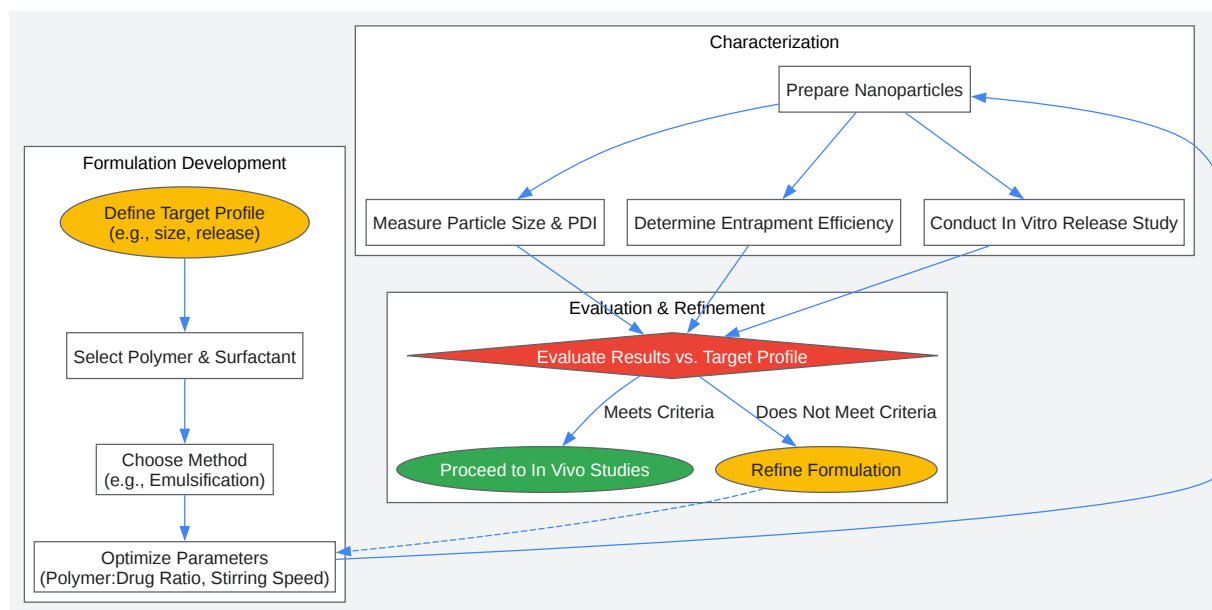 Characterization
Prepare Nanoparticles
Measure Particle Size & PDI
Determine Entrapment Efficiency
Conduct In Vitro Release Study
Formulation Development
Define Target Profile
(e.g., size, release)
Select Polymer & Surfactant
Choose Method
(e.g., Emulsification)
Optimize Parameters
(Polymer:Drug Ratio, Stirring Speed)
Evaluation & Refinement
Evaluate Results vs. Target Profile
Meets Criteria
Does Not Meet Criteria
Proceed to In Vivo Studies
Refine Formulation